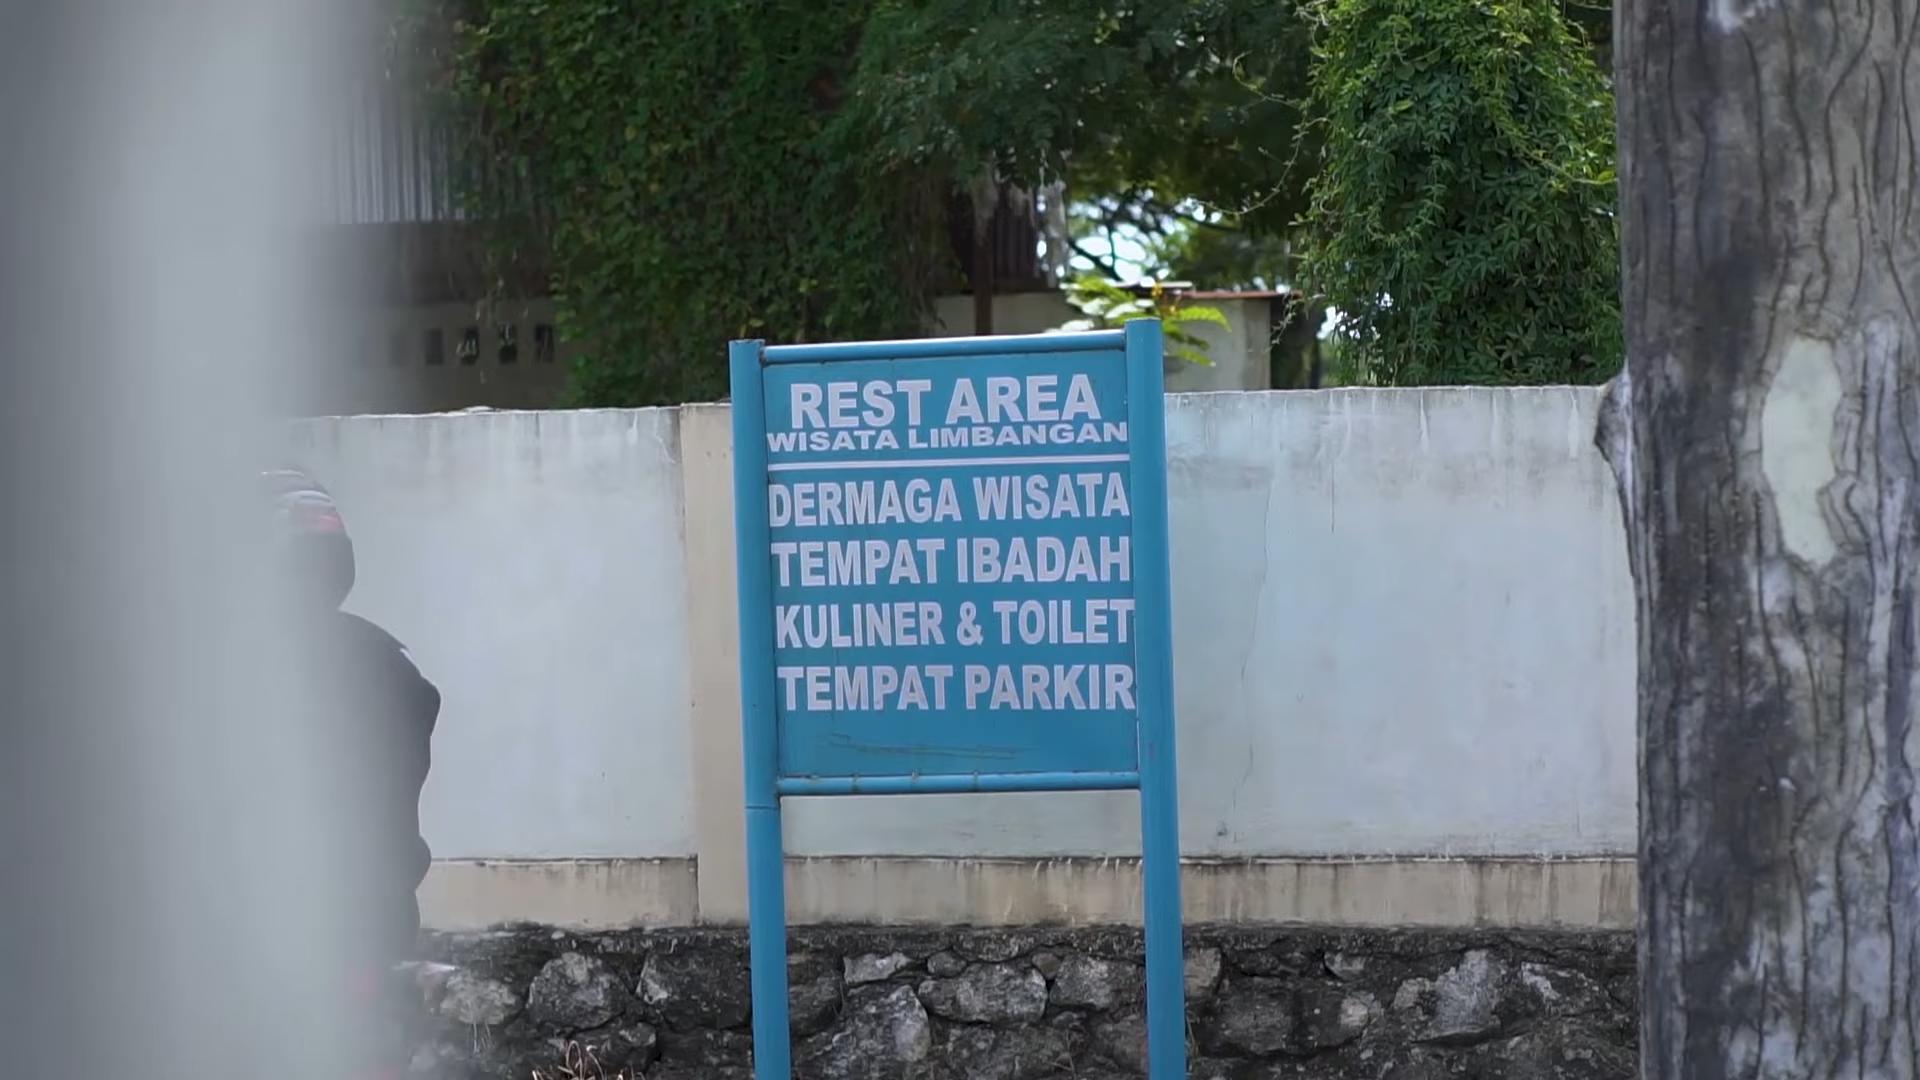 REST AREA
WISATA LIMBANGAN
DERMAGA WISATA
TEMPAT IBADAH
KULINER & TOILET
TEMPAT PARKIR